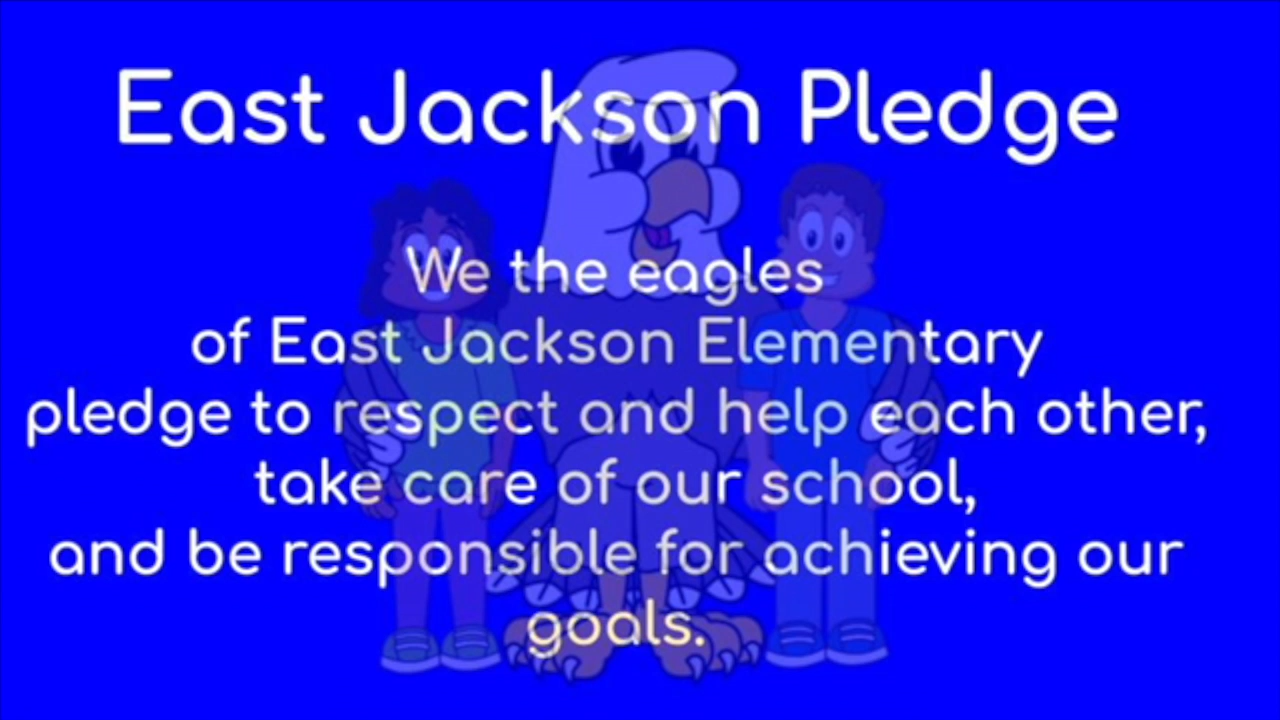 East Jackson Pledge
We the eagles
of East Jackson Elementary
pledge to respect and help each other,
take care of our school,
and be responsible for achieving our
goals.